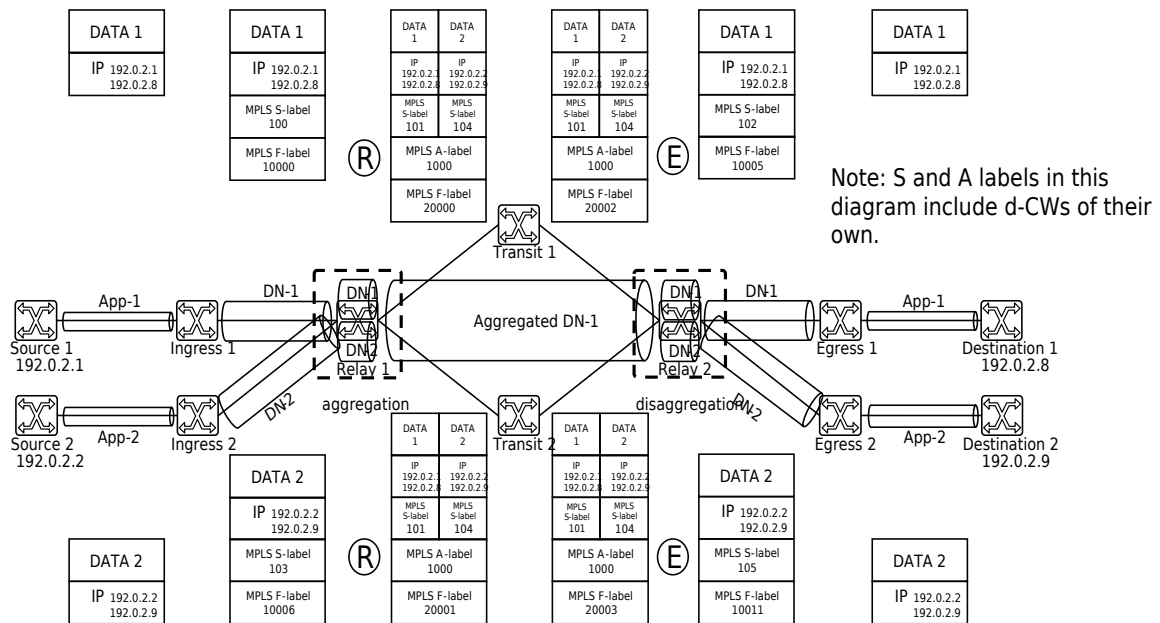 DATA 1
IP 192.0.2.1
192.0.2.8
DATA 1
IP 192.0.2.1
192.0.2.8
MPLS S-label
100
MPLS F-label
10000
R
DATA
1
DATA
2
IP
192.0.2.1
192.0.2.8
IP
192.0.2.2
192.0.2.9
MPLS
S-label
101
MPLS
S-label
104
MPLS A-label
1000
MPLS F-label
20000
DATA
1
DATA
2
IP
192.0.2.1
192.0.2.8
IP
192.0.2.2
192.0.2.9
MPLS
S-label
101
MPLS
S-label
104
MPLS A-label
1000
MPLS F-label
20002
E
DATA 1
IP 192.0.2.1
192.0.2.8
MPLS S-label
102
MPLS F-label
10005
DATA 1
IP 192.0.2.1
192.0.2.8
Note: S and A labels in this
diagram include d-CWs of their
own.
Transit 1
App-1
DN-1
DN-1
Aggregated DN-1
DN-1
DN-1
App-1
Source 1
192.0.2.1
Ingress 1
DN-2
Relay 1
DN-2
Relay 2
Egress 1
Destination 1
192.0.2.8
DN-2
aggregation
disaggregation
DN-2
App-2
App-2
Source 2
192.0.2.2
Ingress 2
Transit 2
Egress 2
Destination 2
192.0.2.9
DATA 2
IP 192.0.2.2
192.0.2.9
DATA 2
IP 192.0.2.2
192.0.2.9
MPLS S-label
103
MPLS F-label
10006
R
DATA
1
DATA
2
IP
192.0.2.1
192.0.2.8
IP
192.0.2.2
192.0.2.9
MPLS
S-label
101
MPLS
S-label
104
MPLS A-label
1000
MPLS F-label
20001
DATA
1
DATA
2
IP
192.0.2.1
192.0.2.8
IP
192.0.2.2
192.0.2.9
MPLS
S-label
101
MPLS
S-label
104
MPLS A-label
1000
MPLS F-label
20003
E
DATA 2
IP 192.0.2.2
192.0.2.9
MPLS S-label
105
MPLS F-label
10011
DATA 2
IP 192.0.2.2
192.0.2.9